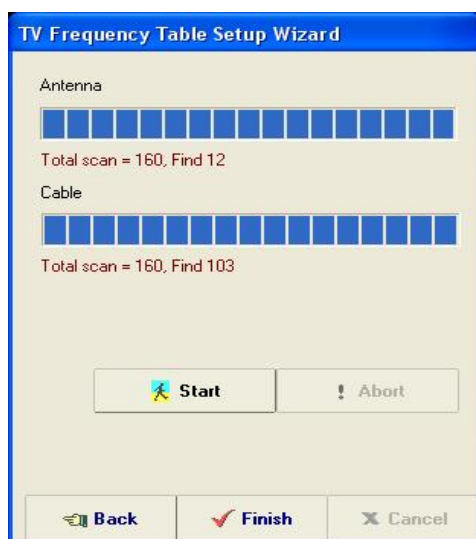 TV Frequency Table Setup Wizard
Antenna
Total scan = 160, Find 12
Cable
Total scan = 160, Find 103
Start
! Abort
Back
Finish
Cancel